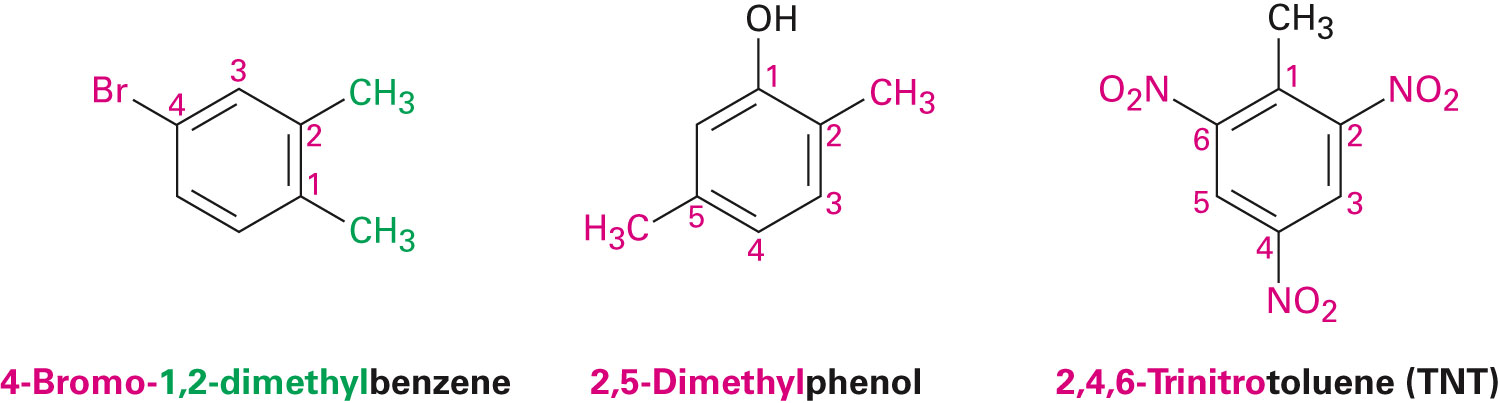 Br
4
3
CH₃
2
1
CH₃
4-Bromo-1,2-dimethylbenzene
OH
1
CH₃
2
3
4
5
H₃C
2,5-Dimethylphenol
CH₃
1
O₂N
NO₂
6
2
5
3
4
NO₂
2,4,6-Trinitrotoluene (TNT)